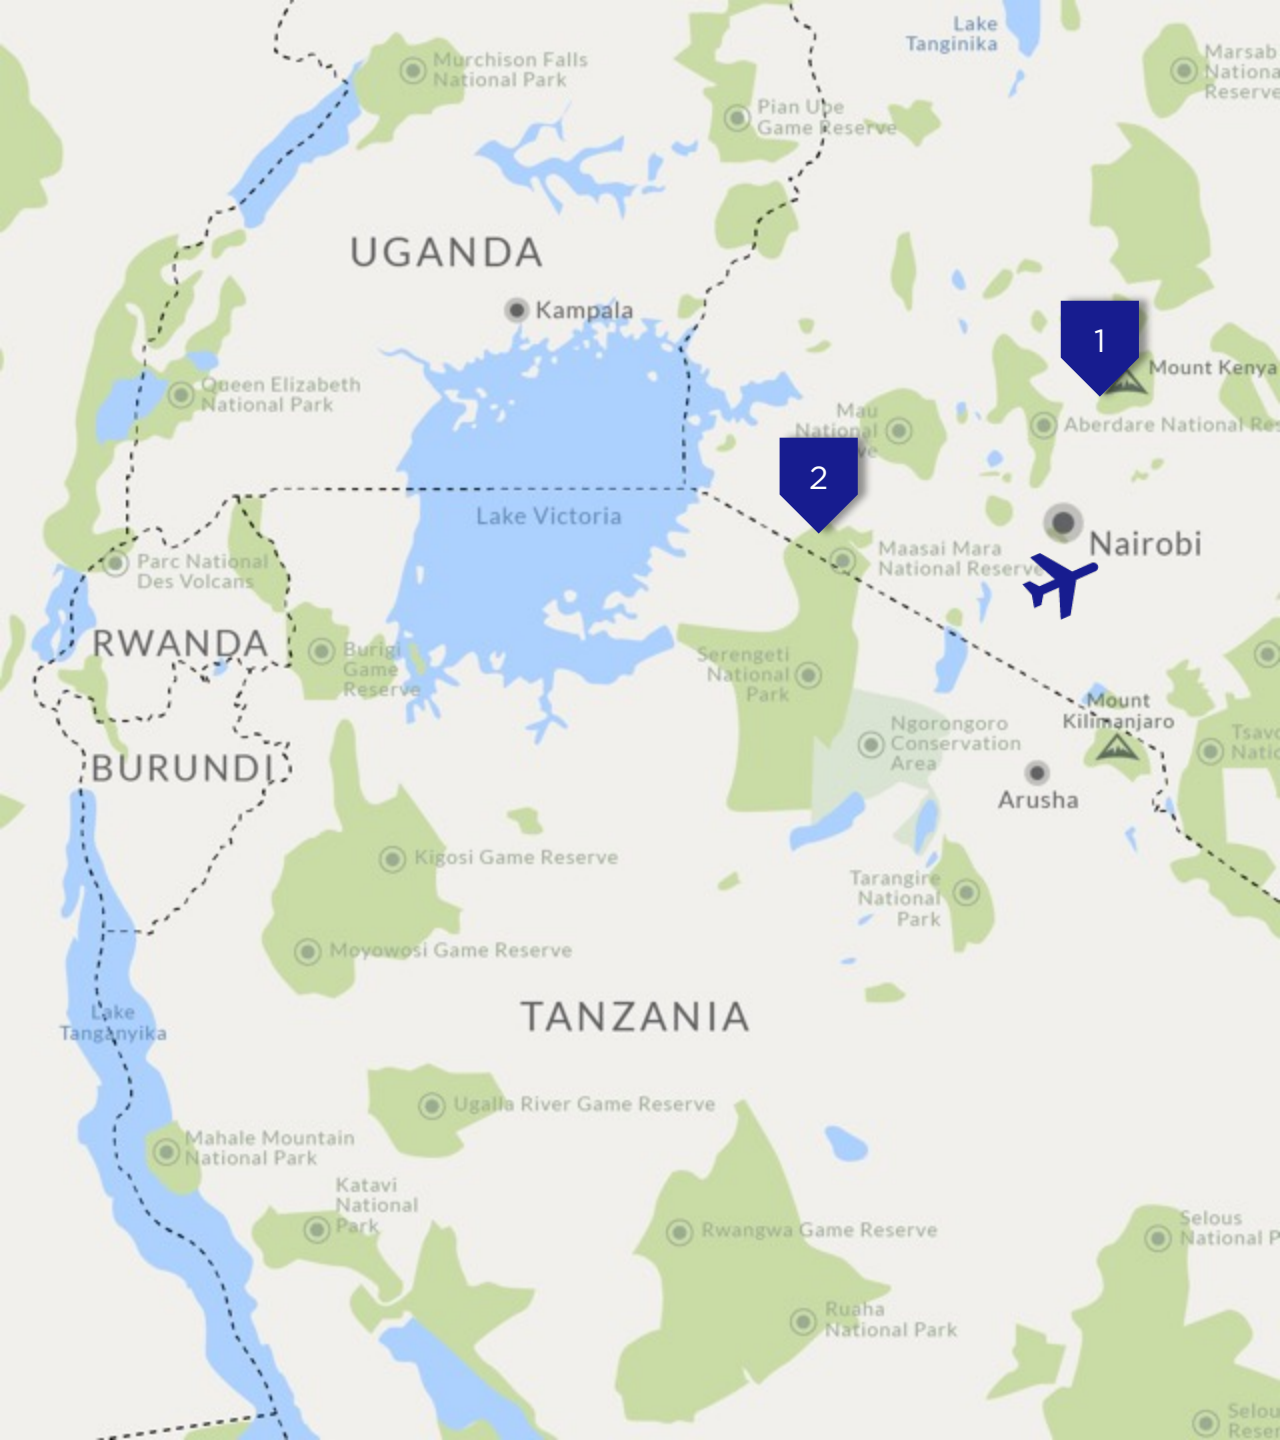 Lake
Tanginika
Murchison Falls
National Park
Marsab
Nationa
Reserve
Pian Upe
Game Reserve
UGANDA
Kampala
1
Mount Kenya
Queen Elizabeth
National Park
Mau
National
ve
Aberdare National Res
2
Lake Victoria
Nairobi
Maasai Mara
National Reserve
Parc National
Des Volcans
RWANDA
Burigi
Game
Reserve
Serengeti
National
Park
Mount
Kilimanjaro
Ngorongoro
Conservation
Area
Tsavo
Natio
BURUNDI
Arusha
Kigosi Game Reserve
Tarangire
National
Park
Moyowosi Game Reserve
TANZANIA
Lake
Tanganyika
Ugalla River Game Reserve
Mahale Mountain
National Park
Katavi
National
Park
Rwangwa Game Reserve
Selous
National P
Ruaha
National Park
Selou
Reser